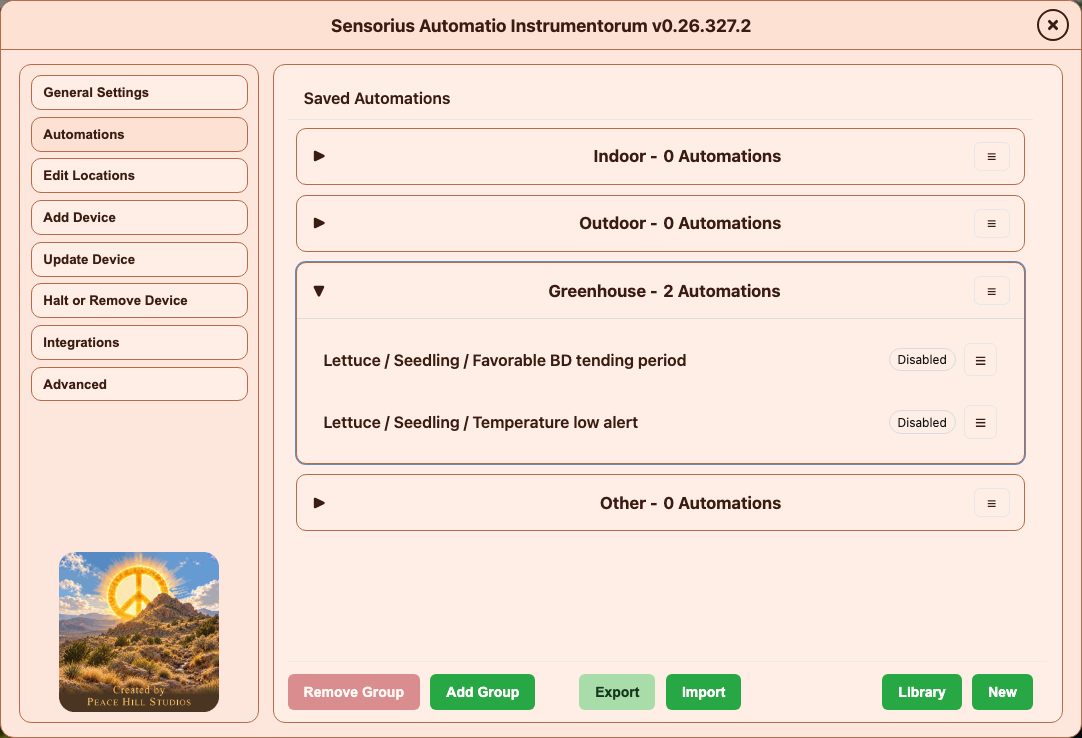 Sensorius Automatio Instrumentorum v0.26.327.2
General Settings
Automations
Edit Locations
Add Device
Update Device
Halt or Remove Device
Integrations
Advanced
Created by
PEACE HILL STUDIOS
Saved Automations
Indoor - 0 Automations
Outdoor - 0 Automations
Greenhouse - 2 Automations
Lettuce / Seedling / Favorable BD tending period
Disabled
Lettuce / Seedling / Temperature low alert
Disabled
Other - 0 Automations
Remove Group
Add Group
Export
Import
Library
New